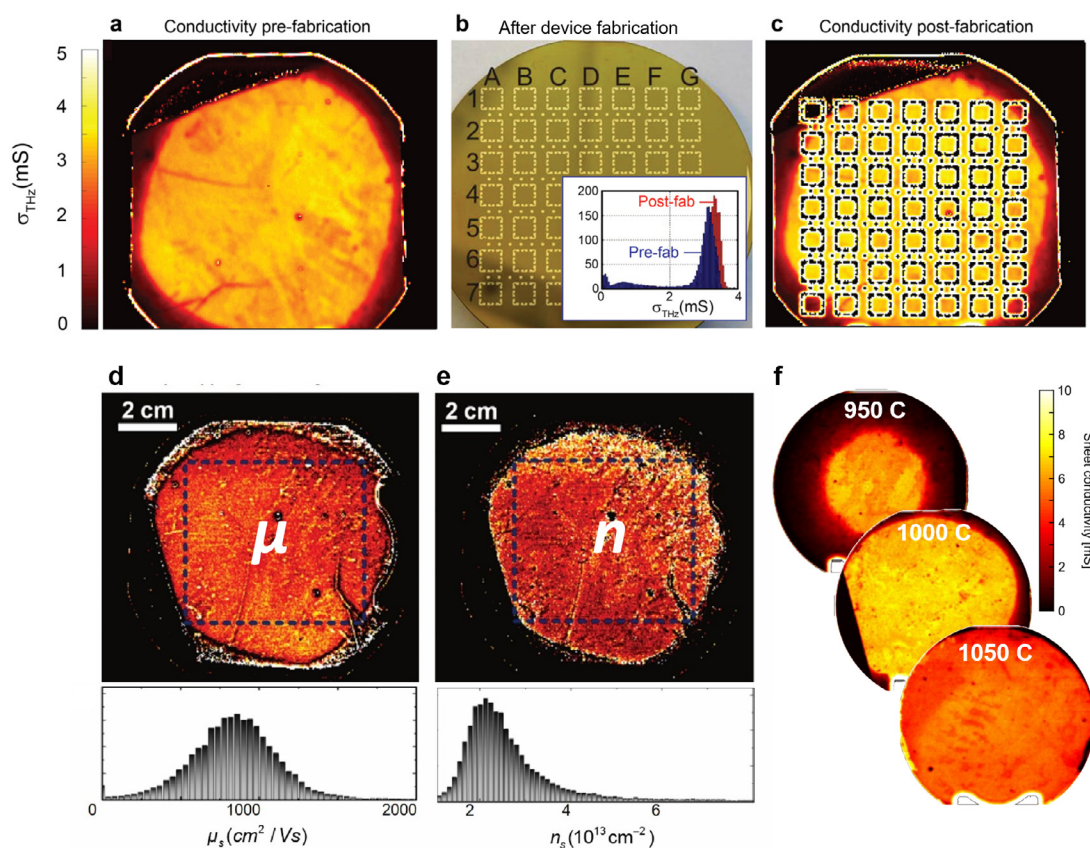 a Conductivity pre-fabrication
5
4
3
2
1
0
σTHz(mS)
b After device fabrication
A B C D E F G
1
2
3
4
5
6
7
200
150
100
50
0
Post-fab
Pre-fab
0 2 4
σTHz(mS)
c Conductivity post-fabrication
d
2 cm
μ
0 1000 2000
μs(cm²/Vs)
e
2 cm
n
2 4 6
ns(10¹³cm⁻²)
f
950 C
1000 C
1050 C
10
8
6
4
2
0
Sheet conductivity [mS]